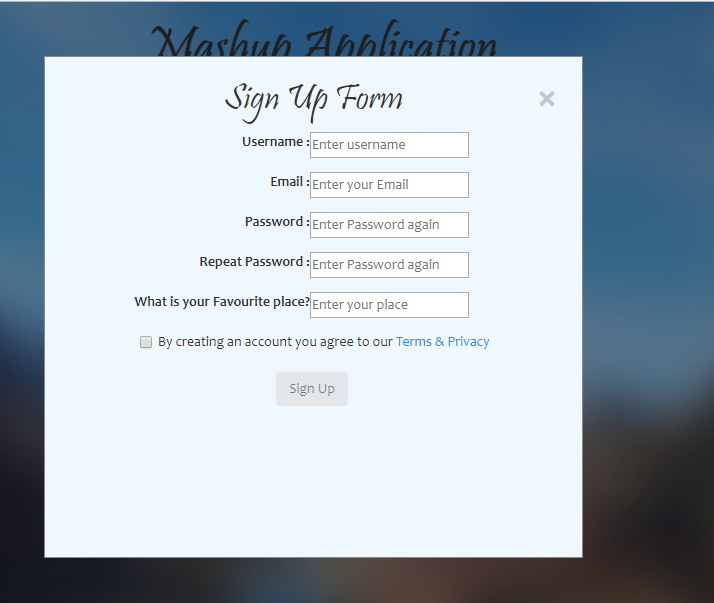 Mashup Application
Sign Up Form ×
Username : Enter username
Email : Enter your Email
Password : Enter Password again
Repeat Password : Enter Password again
What is your Favourite place? Enter your place
By creating an account you agree to our Terms & Privacy
Sign Up